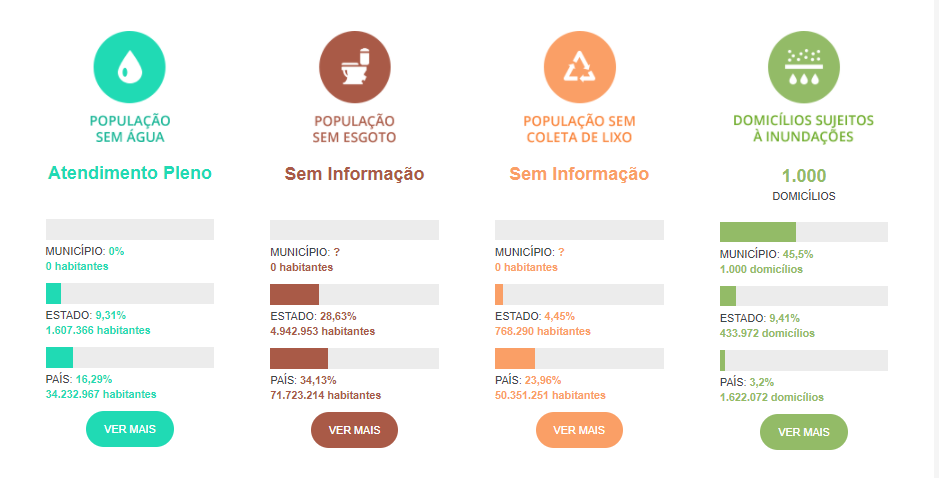 POPULAÇÃO
SEM ÁGUA
Atendimento Pleno
MUNICÍPIO: 0%
0 habitantes
ESTADO: 9,31%
1.607.366 habitantes
PAÍS: 16,29%
34.232.967 habitantes
VER MAIS
POPULAÇÃO
SEM ESGOTO
Sem Informação
MUNICÍPIO: ?
0 habitantes
ESTADO: 28,63%
4.942.953 habitantes
PAÍS: 34,13%
71.723.214 habitantes
VER MAIS
POPULAÇÃO SEM
COLETA DE LIXO
Sem Informação
MUNICÍPIO: ?
0 habitantes
ESTADO: 4,45%
768.290 habitantes
PAÍS: 23,96%
50.351.251 habitantes
VER MAIS
DOMICÍLIOS SUJEITOS
À INUNDAÇÕES
1.000
DOMICÍLIOS
MUNICÍPIO: 45,5%
1.000 domicílios
ESTADO: 9,41%
433.972 domicílios
PAÍS: 3,2%
1.622.072 domicílios
VER MAIS